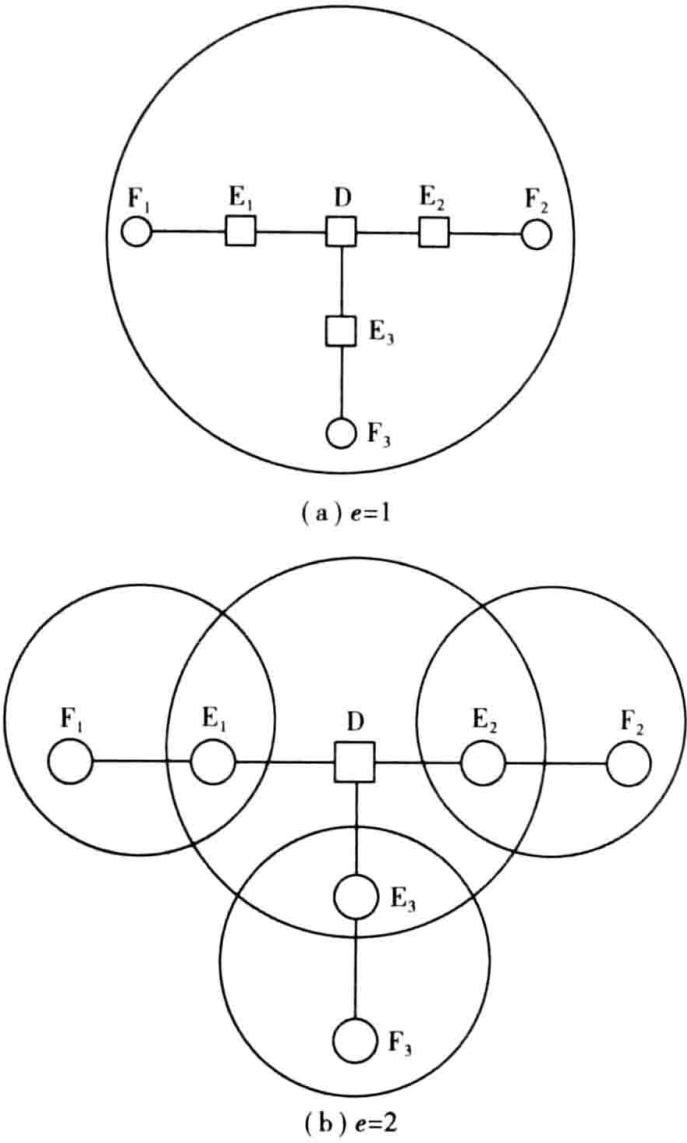 F₁ E₁ D E₂ F₂
E₃
F₃
(a) e=1
F₁ E₁ D E₂ F₂
E₃
F₃
(b) e=2